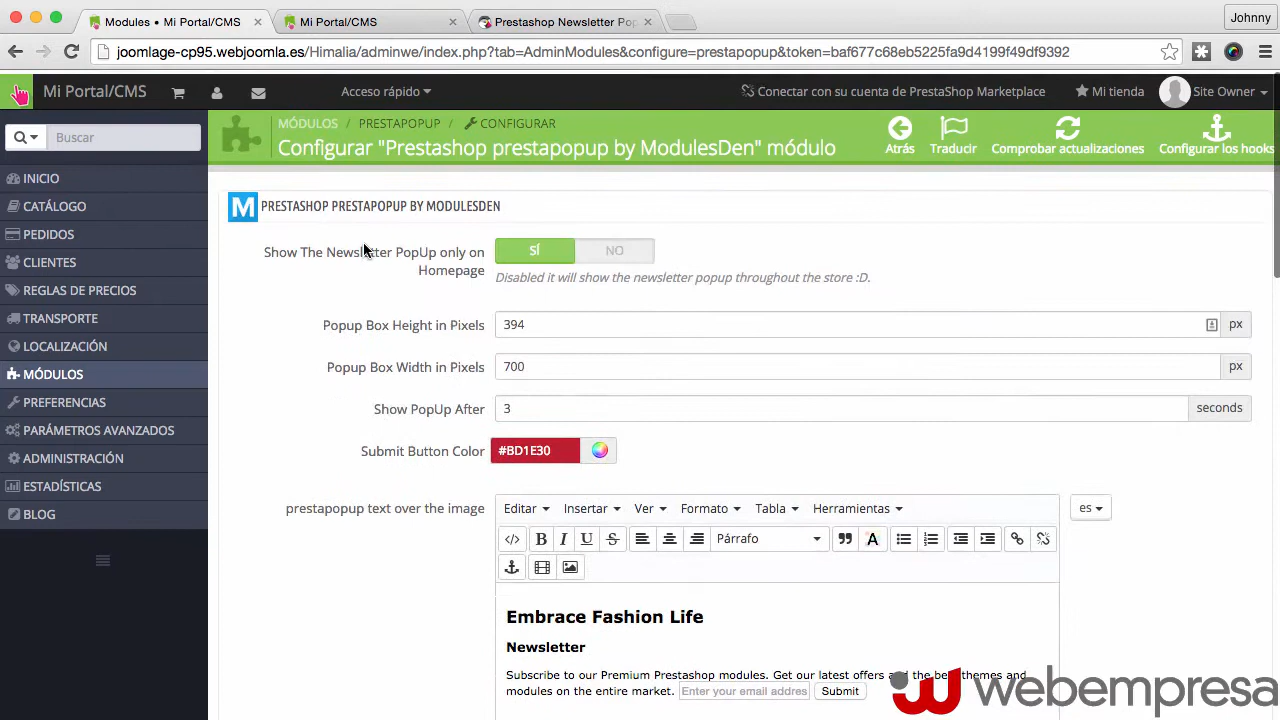 Modules • Mi Portal/CMS
Mi Portal/CMS
Prestashop Newsletter Pop
Johnny
joomlage-cp95.webjoomla.es/Himalia/adminwe/index.php?tab=AdminModules&configure=prestapopup&token=baf677c68eb5225fa9d4199f49df9392
Mi Portal/CMS
Acceso rápido
Conectar con su cuenta de PrestaShop Marketplace
Mi tienda
Site Owner
Buscar
MÓDULOS / PRESTAPOPUP / CONFIGURAR
Configurar "Prestashop prestapopup by ModulesDen" módulo
Atrás
Traducir
Comprobar actualizaciones
Configurar los hooks
INICIO
CATÁLOGO
PEDIDOS
CLIENTES
REGLAS DE PRECIOS
TRANSPORTE
LOCALIZACIÓN
MÓDULOS
PREFERENCIAS
PARÁMETROS AVANZADOS
ADMINISTRACIÓN
ESTADÍSTICAS
BLOG
M PRESTASHOP PRESTAPOPUP BY MODULESDEN
Show The Newsletter PopUp only on
Homepage
SÍ NO
Disabled it will show the newsletter popup throughout the store :D.
Popup Box Height in Pixels 394 px
Popup Box Width in Pixels 700 px
Show PopUp After 3 seconds
Submit Button Color #BD1E30
prestapopup text over the image
Editar Insertar Ver Formato Tabla Herramientas
es
B I U S Párrafo A
Embrace Fashion Life
Newsletter
Subscribe to our Premium Prestashop modules. Get our latest offers and the best themes and
modules on the entire market. Enter your email address Submit
webempresa